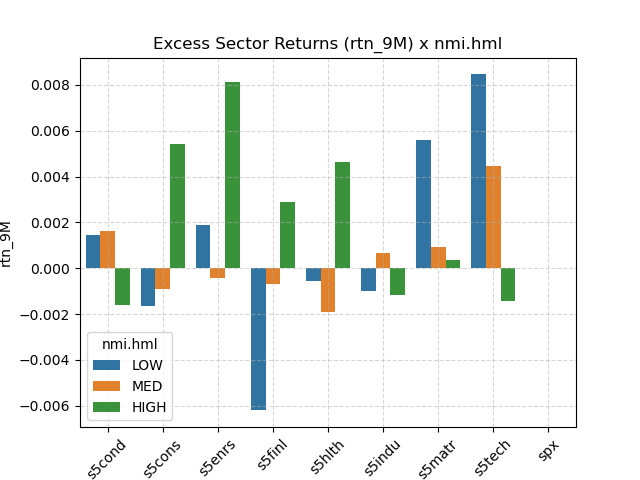 Excess Sector Returns (rtn_9M) x nmi.hml
rtn_9M
0.008
0.006
0.004
0.002
0.000
−0.002
−0.004
−0.006
nmi.hml
LOW
MED
HIGH
s5cond
s5cons
s5enrs
s5finl
s5hlth
s5indu
s5matr
s5tech
spx